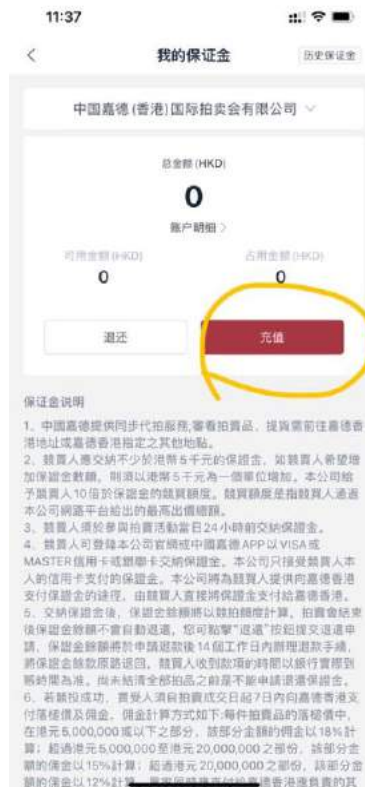 11:37
我的保证金
历史保证金
中国嘉德(香港)国际拍卖会有限公司
总金额(HKD)
0
账户明细
可用金额(HKD)
占用金额(HKD)
0
0
退还
充值
保证金说明
1、中國嘉德提供同步代拍服務,審看拍賣品、提貨需前往嘉德香
港地址或嘉德香港指定之其他地點。
2、競買人應交納不少於港幣5千元的保證金,如競買人希望增
加保證金數額,則須以港幣5千元為一個單位增加。本公司給
予競買人10倍於保證金的競買額度。競買額度是指競買人通過
本公司網路平台給出的最高出價總額。
3、競買人須於參與拍賣活動當日24小時前交納保證金。
4、競買人可登陸本公司官網或中國嘉德APP以VISA或
MASTER信用卡或銀聯卡交納保證金。本公司只接受競買人本
人的信用卡支付的保證金。本公司將為競買人提供向嘉德香港
支付保證金的途徑,由競買人直接將保證金支付給嘉德香港。
5、交納保證金後,保證金餘額將以競拍額度計算,拍賣會結束
後保證金餘額不會自動退還,您可點擊"退還"按鈕提交退還申
請,保證金餘額將於申請退款後14個工作日內辦理退款手續,
將保證金餘款原路退回。競買人收到款項的時間以銀行實際到
賬時間為准。尚未結清全部拍品之前是不能申請退還保證金。
6、若競投成功,買受人須自拍賣成交日起7日內向嘉德香港支
付落槌價及佣金,佣金計算方式如下:每件拍賣品的落槌價中,
在港元5,000,000或以下之部分,該部分金額的佣金以18%計
算;超過港元5,000,000至港元20,000,000之部份,該部分金
額的佣金以15%計算;超過港元20,000,000之部份,該部分金
額的佣金以12%計算。